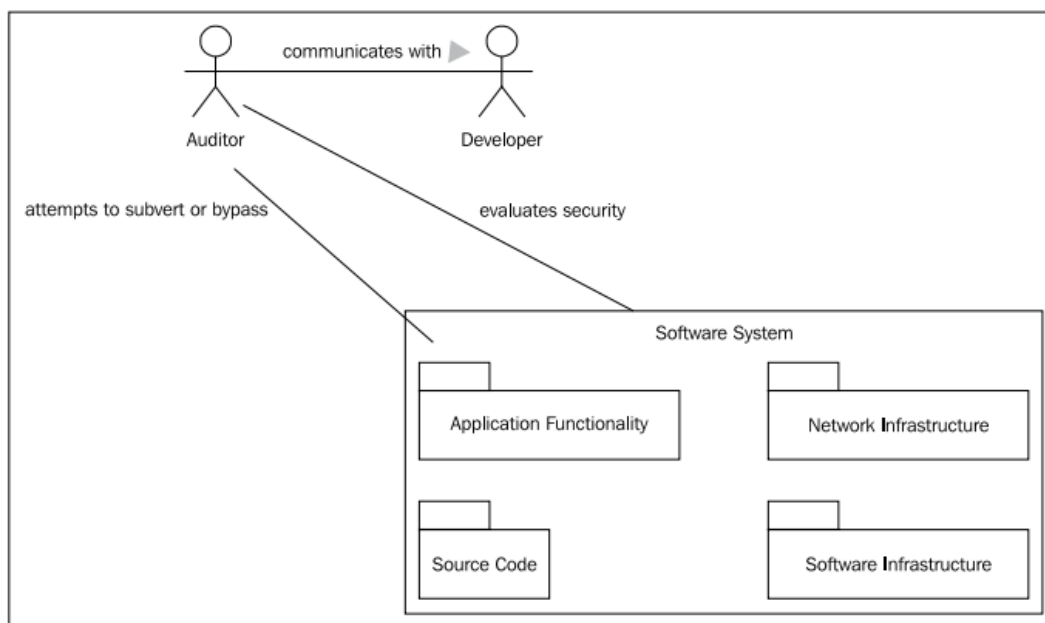 communicates with
Auditor
Developer
attempts to subvert or bypass
evaluates security
Software System
Application Functionality
Network Infrastructure
Source Code
Software Infrastructure